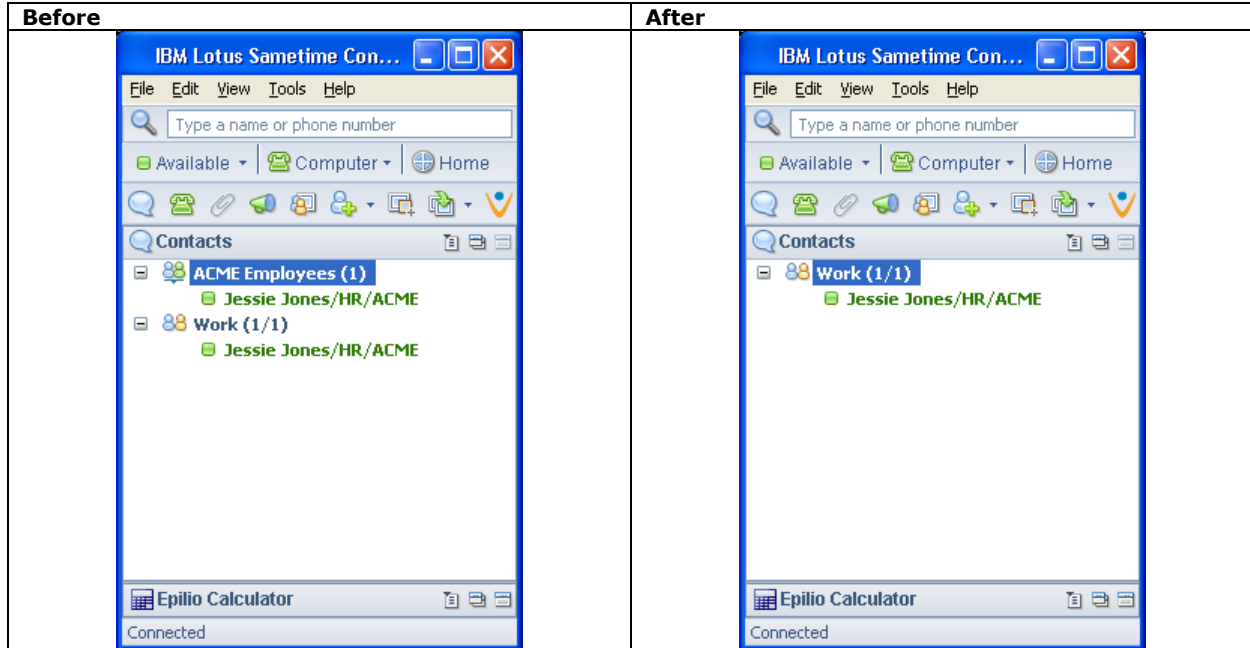 Before
After
IBM Lotus Sametime Con...
File Edit View Tools Help
Type a name or phone number
Available Computer Home
Contacts
ACME Employees (1)
Jessie Jones/HR/ACME
Work (1/1)
Jessie Jones/HR/ACME
Epilio Calculator
Connected
IBM Lotus Sametime Con...
File Edit View Tools Help
Type a name or phone number
Available Computer Home
Contacts
Work (1/1)
Jessie Jones/HR/ACME
Epilio Calculator
Connected